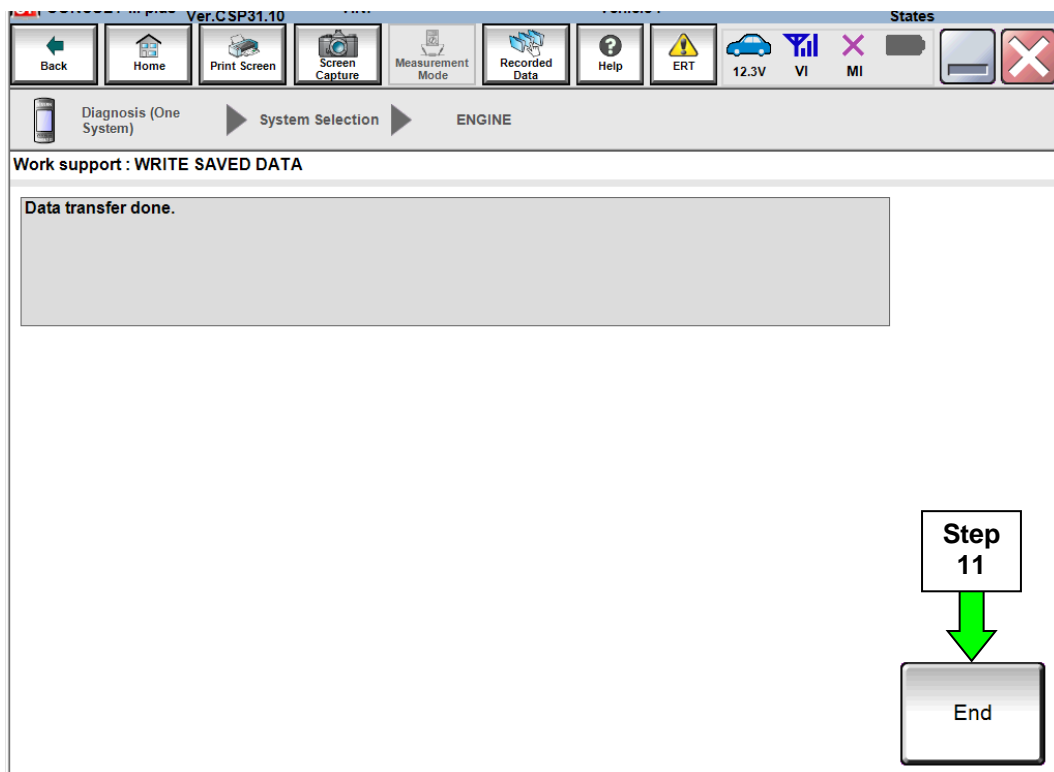 Ver.CSP31.10
States
Back
Home
Print Screen
Screen
Capture
Measurement
Mode
Recorded
Data
Help
ERT
12.3V
VI
MI
Diagnosis (One
System)
System Selection
ENGINE
Work support : WRITE SAVED DATA
Data transfer done.
Step
11
End